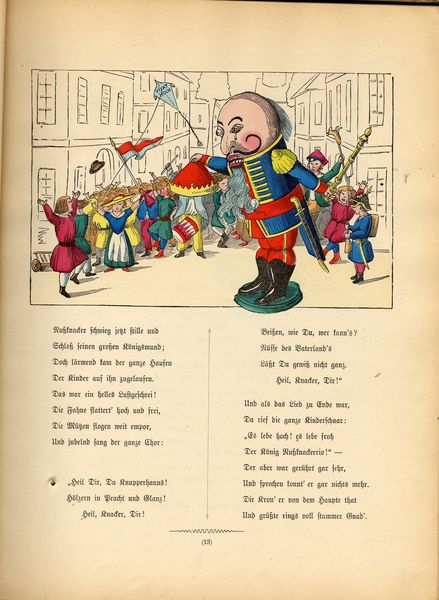 Nußknacker schwieg jetzt stille und
Schloß seinen großen Königsmund;
Doch lärmend kam der ganze Haufen
Der Kinder auf ihn zugelaufen.
Das war ein helles Lustgeschrei!
Die Fahne flattert' hoch und frei,
Die Mützen flogen weit empor,
Und jubelnd sang der ganze Chor:
„Heil Dir, Du Knupperhanns!
Hölzern in Pracht und Glanz!
Heil, Knacker, Dir!
Beißen, wie Du, wer kann's?
Nüsse des Vaterland's
Läßt Du gewiß nicht ganz.
Heil, Knacker, Dir!“
Und als das Lied zu Ende war,
Da rief die ganze Kinderschaar:
„Es lebe hoch! es lebe froh
Der König Nußknackerio!“ —
Der aber war gerührt gar sehr,
Und sprechen konnt' er gar nichts mehr.
Die Kron' er von dem Haupte that
Und grüßte rings voll stummer Gnad'.
(13)